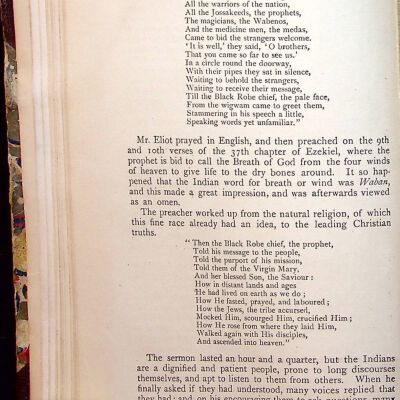 All the warriors of the nation,
All the Jossakeeds, the prophets,
The magicians, the Wabenos,
And the medicine men, the medas,
Came to bid the strangers welcome.
‘It is well,’ they said, ‘O brothers,
That you came so far to see us.’
In a circle round the doorway,
With their pipes they sat in silence,
Waiting to behold the strangers,
Waiting to receive their message,
Till the Black Robe chief, the pale face,
From the wigwam came to greet them,
Stammering in his speech a little,
Speaking words yet unfamiliar.”
Mr. Eliot prayed in English, and then preached on the 9th
and 10th verses of the 37th chapter of Ezekiel, where the
prophet is bid to call the Breath of God from the four winds
of heaven to give life to the dry bones around. It so hap-
pened that the Indian word for breath or wind was Waban,
and this made a great impression, and was afterwards viewed
as an omen.
The preacher worked up from the natural religion, of which
this fine race already had an idea, to the leading Christian
truths.
“Then the Black Robe chief, the prophet,
Told his message to the people,
Told the purport of his mission,
Told them of the Virgin Mary,
And her blessed Son, the Saviour:
How in distant lands and ages
He had lived on earth as we do;
How He fasted, prayed, and laboured;
How the Jews, the tribe accursed,
Mocked Him, scourged Him, crucified Him;
How He rose from where they laid Him,
Walked again with His disciples,
And ascended into heaven.”
The sermon lasted an hour and a quarter, but the Indians
are a dignified and patient people, prone to long discourses
themselves, and apt to listen to them from others. When he
finally asked if they had understood, many voices replied that
they had; and, on his encouraging them to ask questions, many